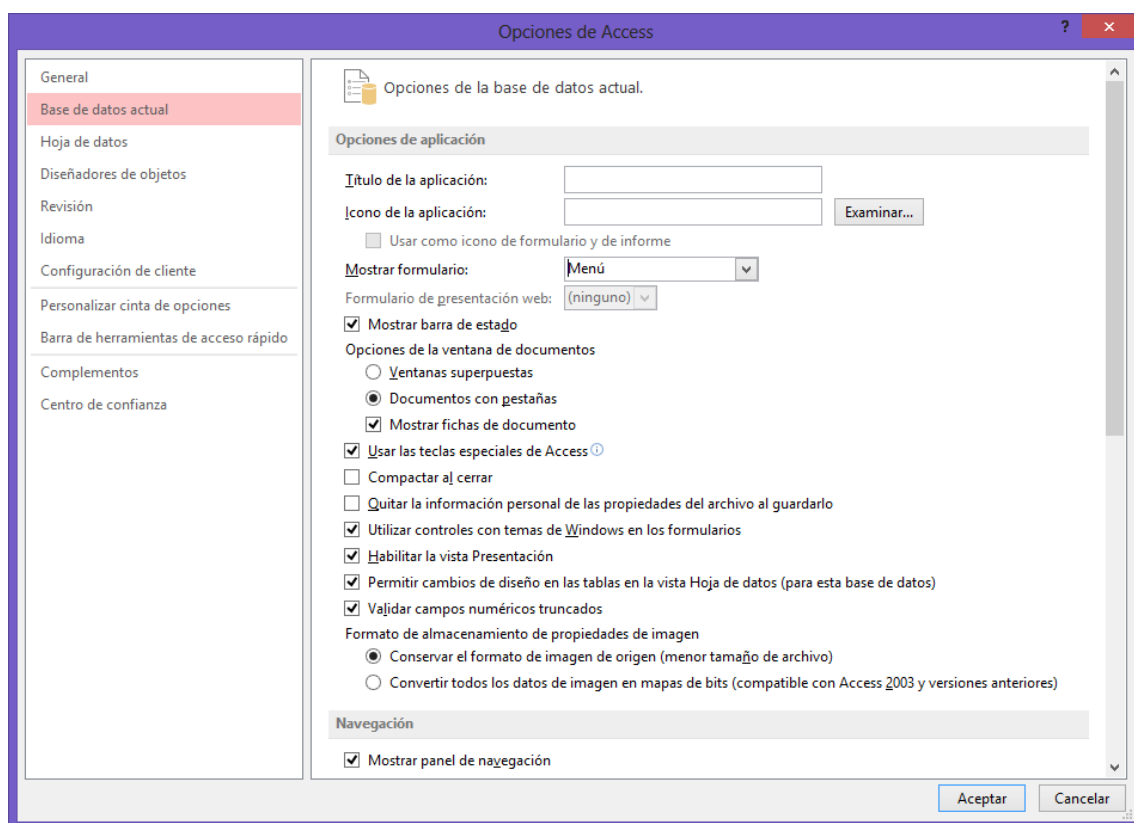 Opciones de Access
? ×
General
Base de datos actual
Hoja de datos
Diseñadores de objetos
Revisión
Idioma
Configuración de cliente
Personalizar cinta de opciones
Barra de herramientas de acceso rápido
Complementos
Centro de confianza
Opciones de la base de datos actual.
Opciones de aplicación
Título de la aplicación:
Icono de la aplicación: Examinar...
Usar como icono de formulario y de informe
Mostrar formulario: Menú
Formulario de presentación web: (ninguno)
Mostrar barra de estado
Opciones de la ventana de documentos
Ventanas superpuestas
Documentos con pestañas
Mostrar fichas de documento
Usar las teclas especiales de Access
Compactar al cerrar
Quitar la información personal de las propiedades del archivo al guardarlo
Utilizar controles con temas de Windows en los formularios
Habilitar la vista Presentación
Permitir cambios de diseño en las tablas en la vista Hoja de datos (para esta base de datos)
Validar campos numéricos truncados
Formato de almacenamiento de propiedades de imagen
Conservar el formato de imagen de origen (menor tamaño de archivo)
Convertir todos los datos de imagen en mapas de bits (compatible con Access 2003 y versiones anteriores)
Navegación
Mostrar panel de navegación
Aceptar Cancelar